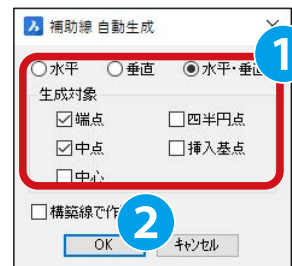 補助線 自動生成
水平 垂直 水平・垂直
1
生成対象
端点 四半円点
中点 挿入基点
中心
構築線で作
2
OK キャンセル